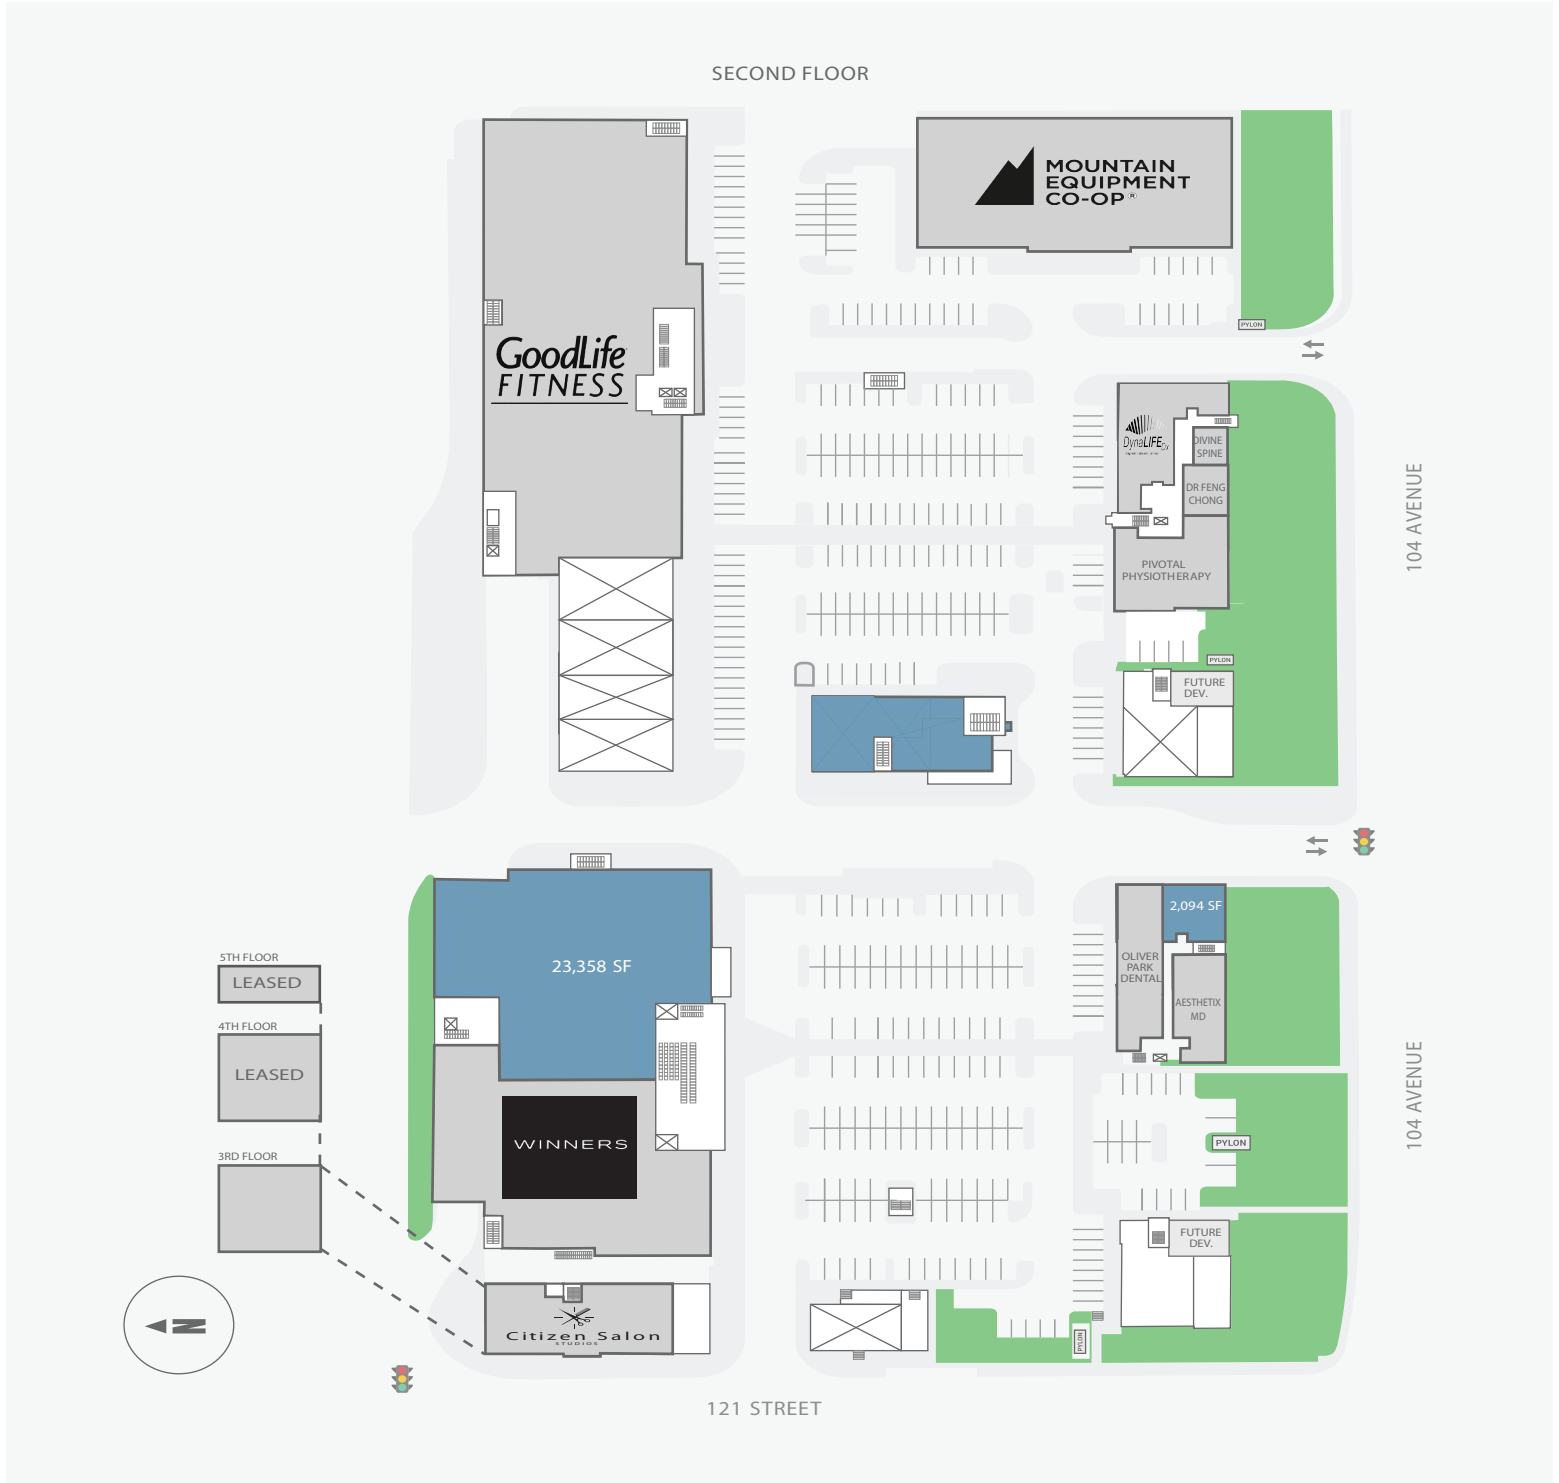 SECOND FLOOR
MOUNTAIN
EQUIPMENT
CO-OP®
PYLON
GoodLife
FITNESS
DynaLIFE Dx
DIVINE
SPINE
DR FENG
CHONG
104 AVENUE
PIVOTAL
PHYSIOTHERAPY
PYLON
FUTURE
DEV.
2,094 SF
23,358 SF
OLIVER
PARK
DENTAL
5TH FLOOR
LEASED
AESTHETIX
MD
4TH FLOOR
LEASED
104 AVENUE
WINNERS
PYLON
3RD FLOOR
FUTURE
DEV.
N
Citizen Salon
STUDIOS
PYLON
121 STREET